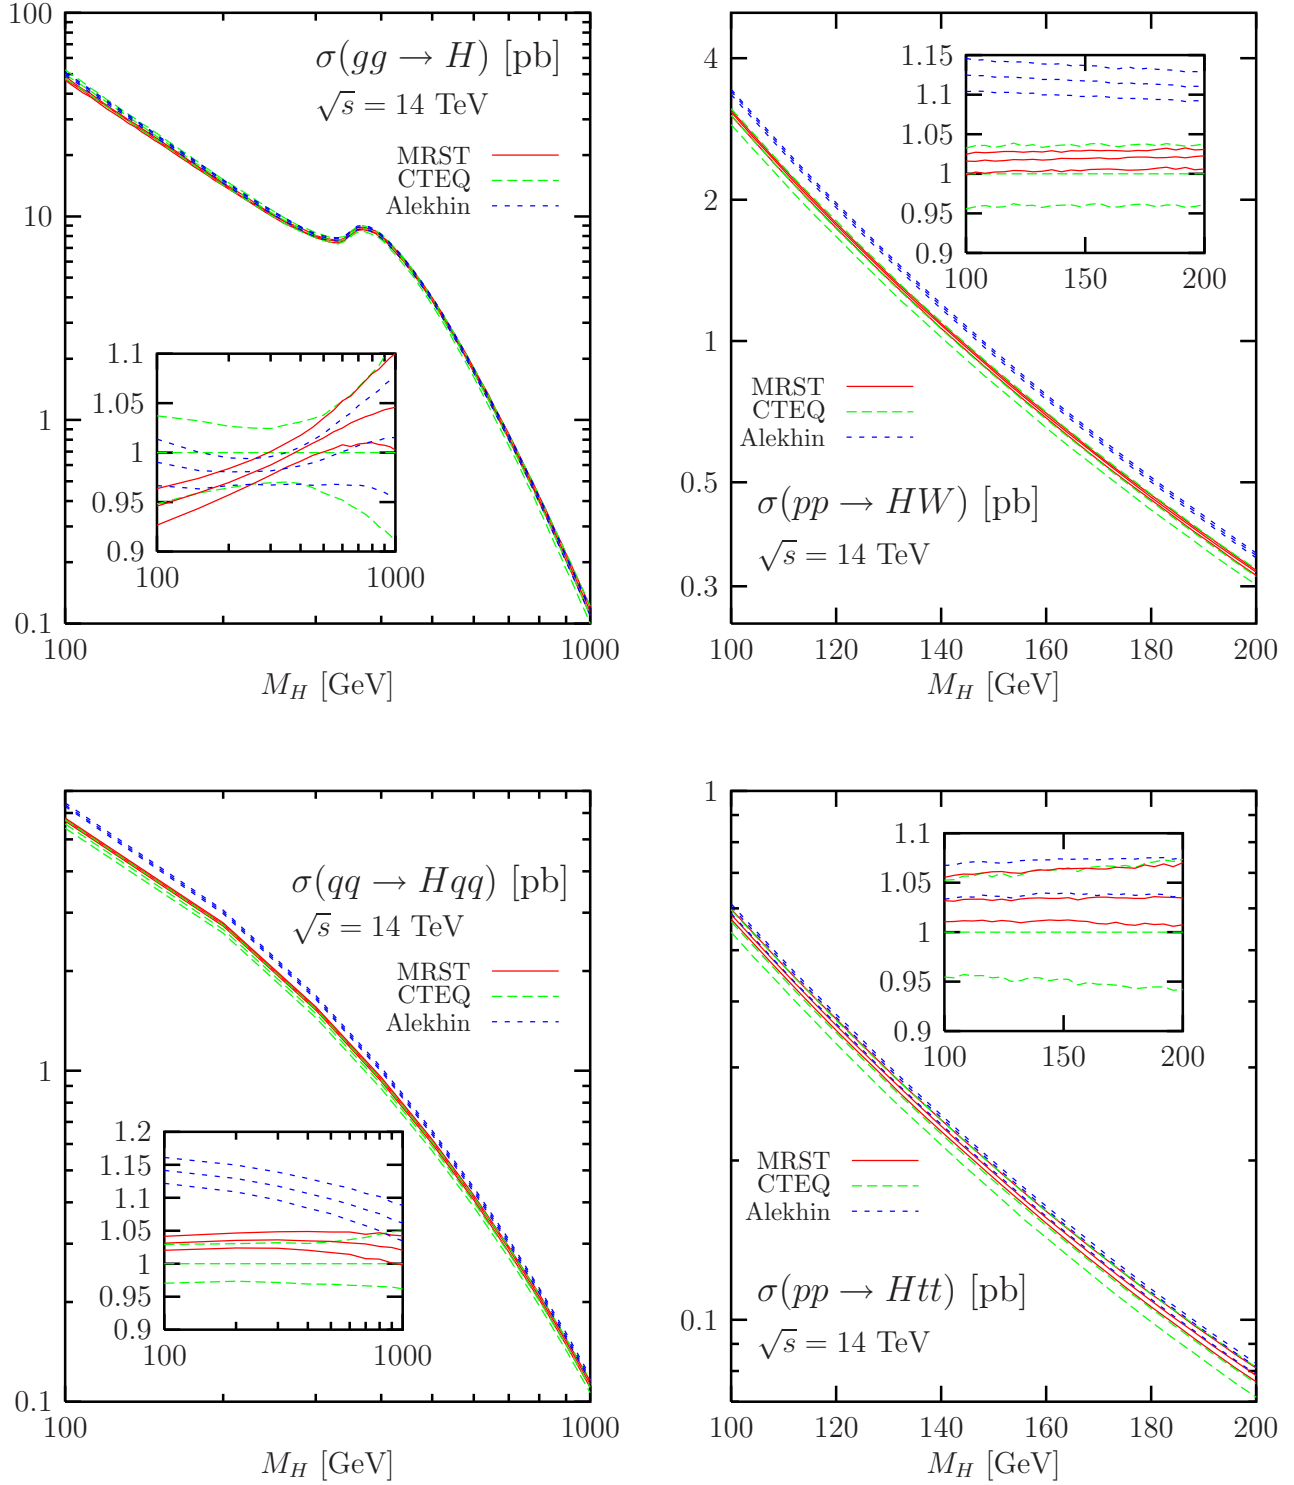 σ(gg → H) [pb]
√s = 14 TeV
MRST
CTEQ
Alekhin
100
10
1
0.1
1.1
1.05
1
0.95
0.9
100
1000
100
1000
M_H [GeV]
4
2
1
0.5
0.3
1.15
1.1
1.05
1
0.95
0.9
100
150
200
MRST
CTEQ
Alekhin
σ(pp → HW) [pb]
√s = 14 TeV
100
120
140
160
180
200
M_H [GeV]
σ(qq → Hqq) [pb]
√s = 14 TeV
MRST
CTEQ
Alekhin
1
0.1
1.2
1.15
1.1
1.05
1
0.95
0.9
100
1000
100
1000
M_H [GeV]
1
0.1
1.1
1.05
1
0.95
0.9
100
150
200
MRST
CTEQ
Alekhin
σ(pp → Htt) [pb]
√s = 14 TeV
100
120
140
160
180
200
M_H [GeV]